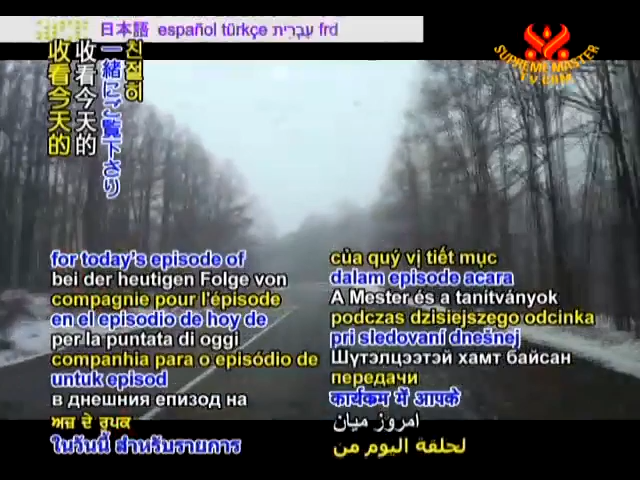 日本語 español türkçe עברית frd
SUPREME MASTER
TV.COM
친절히
一緒にご覧下さり
收看今天的
收看今天的
for today's episode of
bei der heutigen Folge von
compagnie pour l'épisode
en el episodio de hoy de
per la puntata di oggi
companhia para o episódio de
untuk episod
в днешния епизод на
ਅਜ਼ ਦੇ ਰੂਪਕ
ในวันนี้ สำหรับรายการ
của quý vị tiết mục
dalam episode acara
A Mester és a tanítványok
podczas dzisiejszego odcinka
pri sledovaní dnešnej
Шүтэлцээтэй хамт байсан
передачи
कार्यक्रम में आपके
امروز میان
لحلقة اليوم من